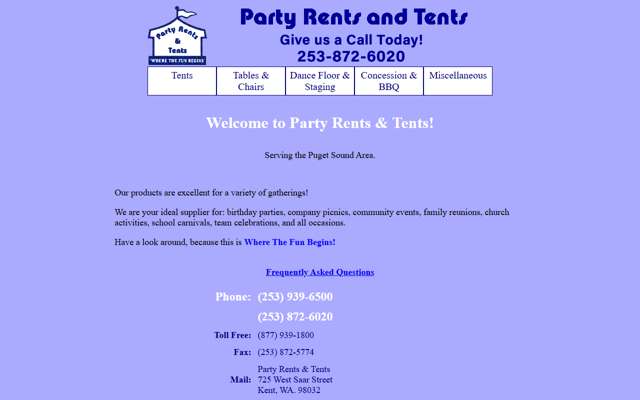 Party Rents
&
Tents
"WHERE THE FUN BEGINS"
Party Rents and Tents
Give us a Call Today!
253-872-6020
Tents
Tables &
Chairs
Dance Floor &
Staging
Concession &
BBQ
Miscellaneous
Welcome to Party Rents & Tents!
Serving the Puget Sound Area.
Our products are excellent for a variety of gatherings!
We are your ideal supplier for: birthday parties, company picnics, community events, family reunions, church
activities, school carnivals, team celebrations, and all occasions.
Have a look around, because this is Where The Fun Begins!
Frequently Asked Questions
Phone: (253) 939-6500
(253) 872-6020
Toll Free: (877) 939-1800
Fax: (253) 872-5774
Mail: Party Rents & Tents
725 West Saar Street
Kent, WA. 98032